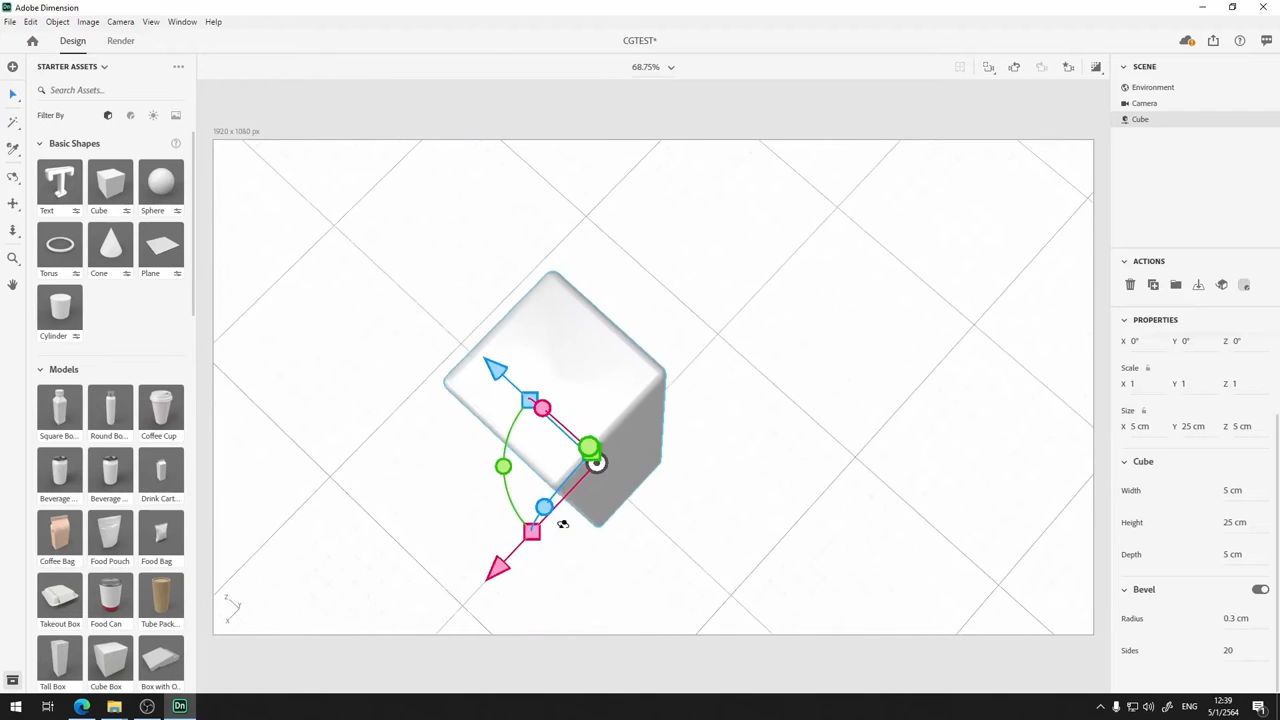 Adobe Dimension
File Edit Object Image Camera View Window Help
Design Render CGTEST*
STARTER ASSETS
68.75%
Search Assets...
Filter By
1920 x 1080 px
Basic Shapes
Text Cube Sphere
Torus Cone Plane
Cylinder
Models
Square Bo... Round Bo... Coffee Cup
Beverage ... Beverage ... Drink Cart...
Coffee Bag Food Pouch Food Bag
Takeout Box Food Can Tube Pack...
Tall Box Cube Box Box with O...
z y
x
SCENE
Environment
Camera
Cube
ACTIONS
PROPERTIES
X 0° Y 0° Z 0°
Scale
X 1 Y 1 Z 1
Size
X 5 cm Y 25 cm Z 5 cm
Cube
Width 5 cm
Height 25 cm
Depth 5 cm
Bevel
Radius 0.3 cm
Sides 20
Dn
ENG
12:39
5/1/2564